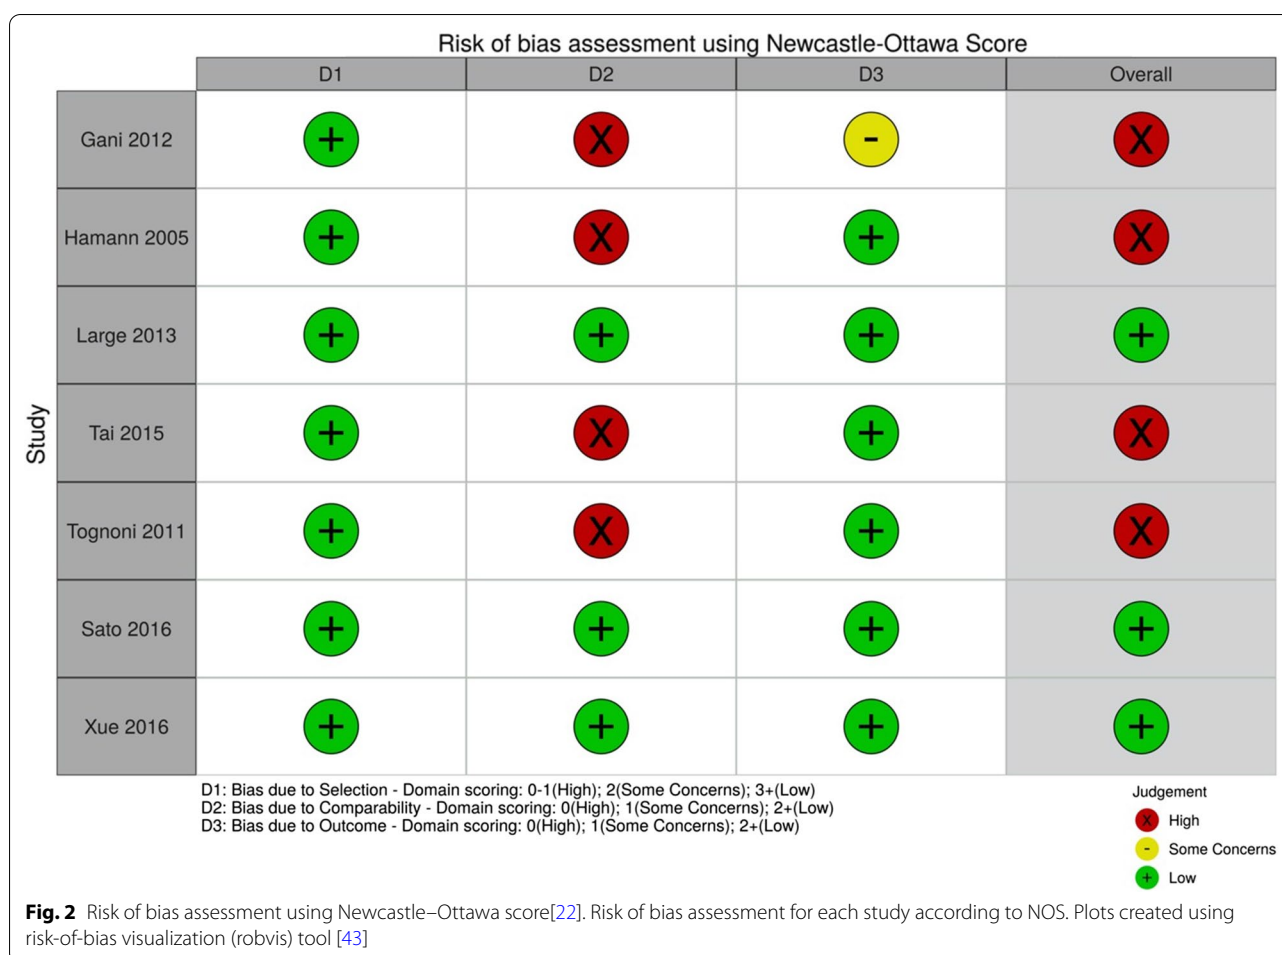 Risk of bias assessment using Newcastle-Ottawa Score
D1 D2 D3 Overall
Study
Gani 2012 + X - X
Hamann 2005 + X + X
Large 2013 + + + +
Tai 2015 + X + X
Tognoni 2011 + X + X
Sato 2016 + + + +
Xue 2016 + + + +
D1: Bias due to Selection - Domain scoring: 0-1(High); 2(Some Concerns); 3+(Low)
D2: Bias due to Comparability - Domain scoring: 0(High); 1(Some Concerns); 2+(Low)
D3: Bias due to Outcome - Domain scoring: 0(High); 1(Some Concerns); 2+(Low)
Judgement
X High
- Some Concerns
+ Low
Fig. 2 Risk of bias assessment using Newcastle–Ottawa score[22]. Risk of bias assessment for each study according to NOS. Plots created using
risk-of-bias visualization (robvis) tool [43]